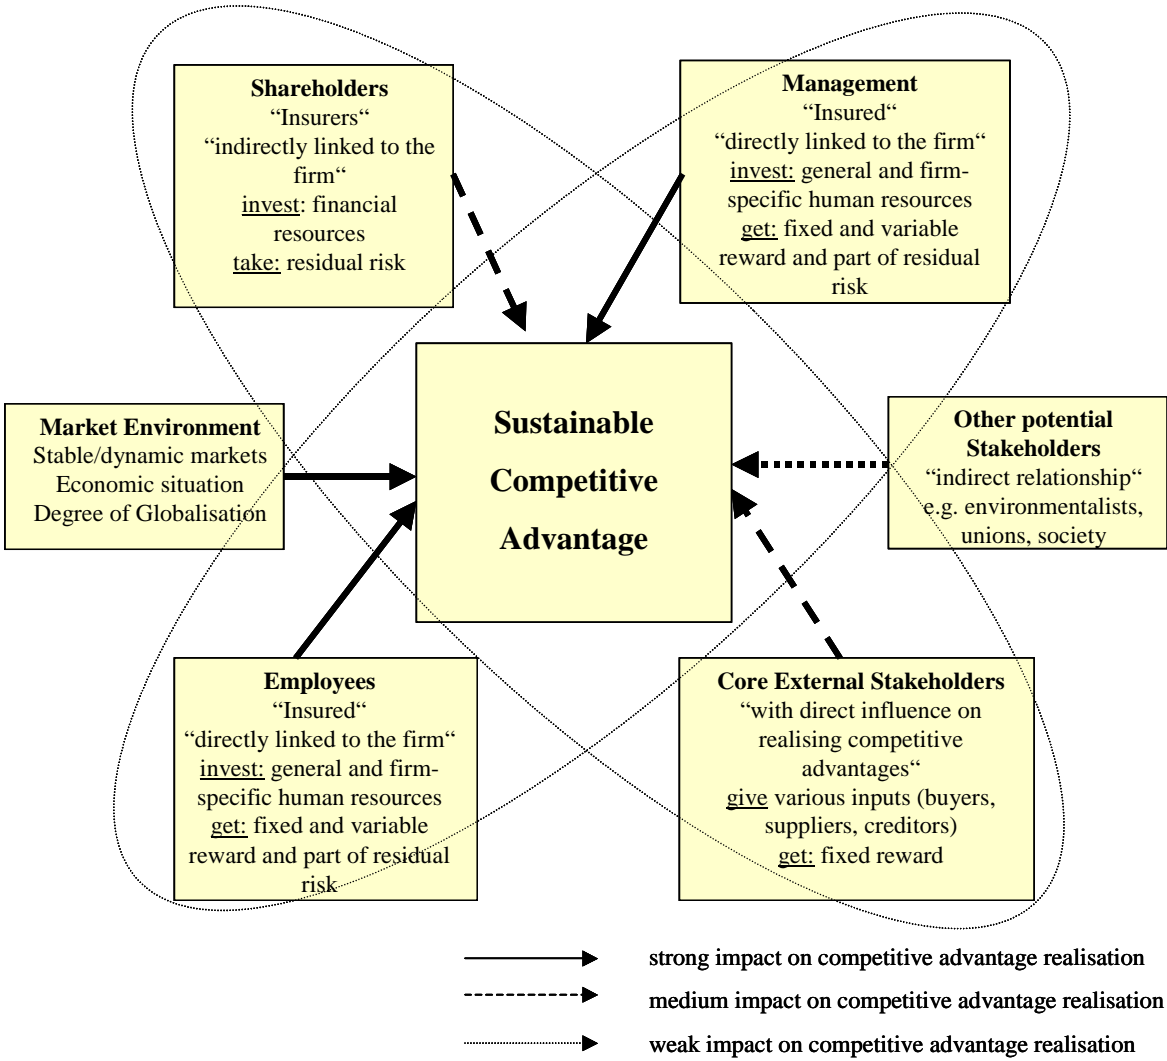 Shareholders
“Insurers“
“indirectly linked to the
firm“
invest: financial
resources
take: residual risk
Management
“Insured“
“directly linked to the firm“
invest: general and firm-
specific human resources
get: fixed and variable
reward and part of residual
risk
Market Environment
Stable/dynamic markets
Economic situation
Degree of Globalisation
Sustainable
Competitive
Advantage
Other potential
Stakeholders
“indirect relationship“
e.g. environmentalists,
unions, society
Employees
“Insured“
“directly linked to the firm“
invest: general and firm-
specific human resources
get: fixed and variable
reward and part of residual
risk
Core External Stakeholders
“with direct influence on
realising competitive
advantages“
give various inputs (buyers,
suppliers, creditors)
get: fixed reward
strong impact on competitive advantage realisation
medium impact on competitive advantage realisation
weak impact on competitive advantage realisation